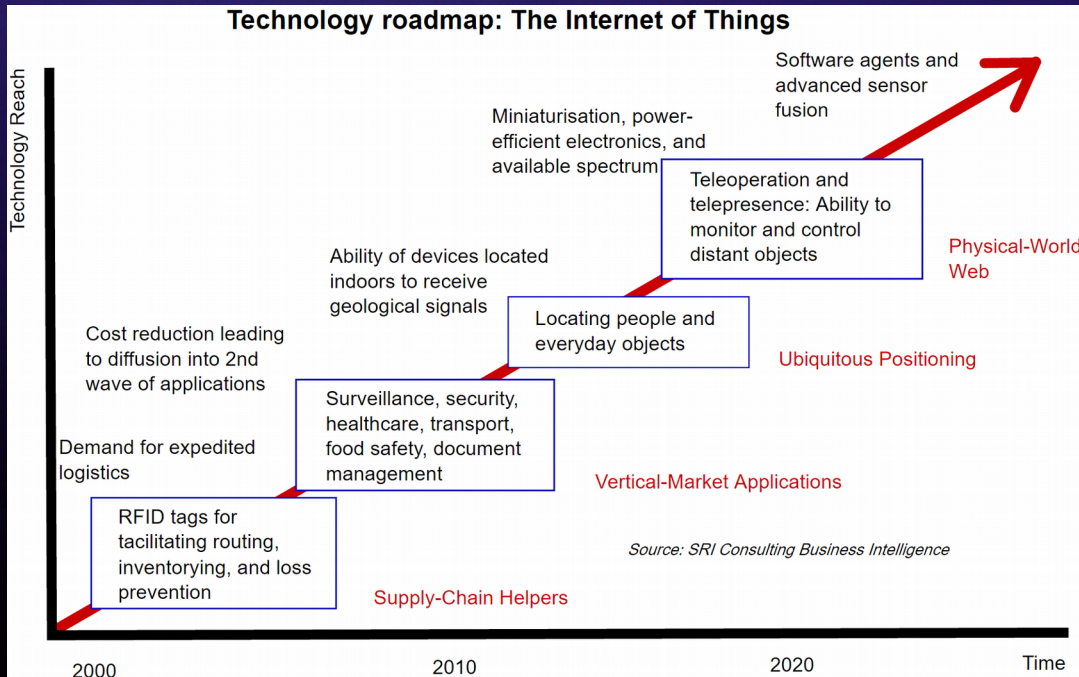 Technology roadmap: The Internet of Things
Technology Reach
Software agents and
advanced sensor
fusion
Miniaturisation, power-
efficient electronics, and
available spectrum
Teleoperation and
telepresence: Ability to
monitor and control
distant objects
Physical-World
Web
Ability of devices located
indoors to receive
geological signals
Locating people and
everyday objects
Ubiquitous Positioning
Cost reduction leading
to diffusion into 2nd
wave of applications
Surveillance, security,
healthcare, transport,
food safety, document
management
Vertical-Market Applications
Demand for expedited
logistics
RFID tags for
tacilitating routing,
inventorying, and loss
prevention
Supply-Chain Helpers
Source: SRI Consulting Business Intelligence
2000
2010
2020
Time